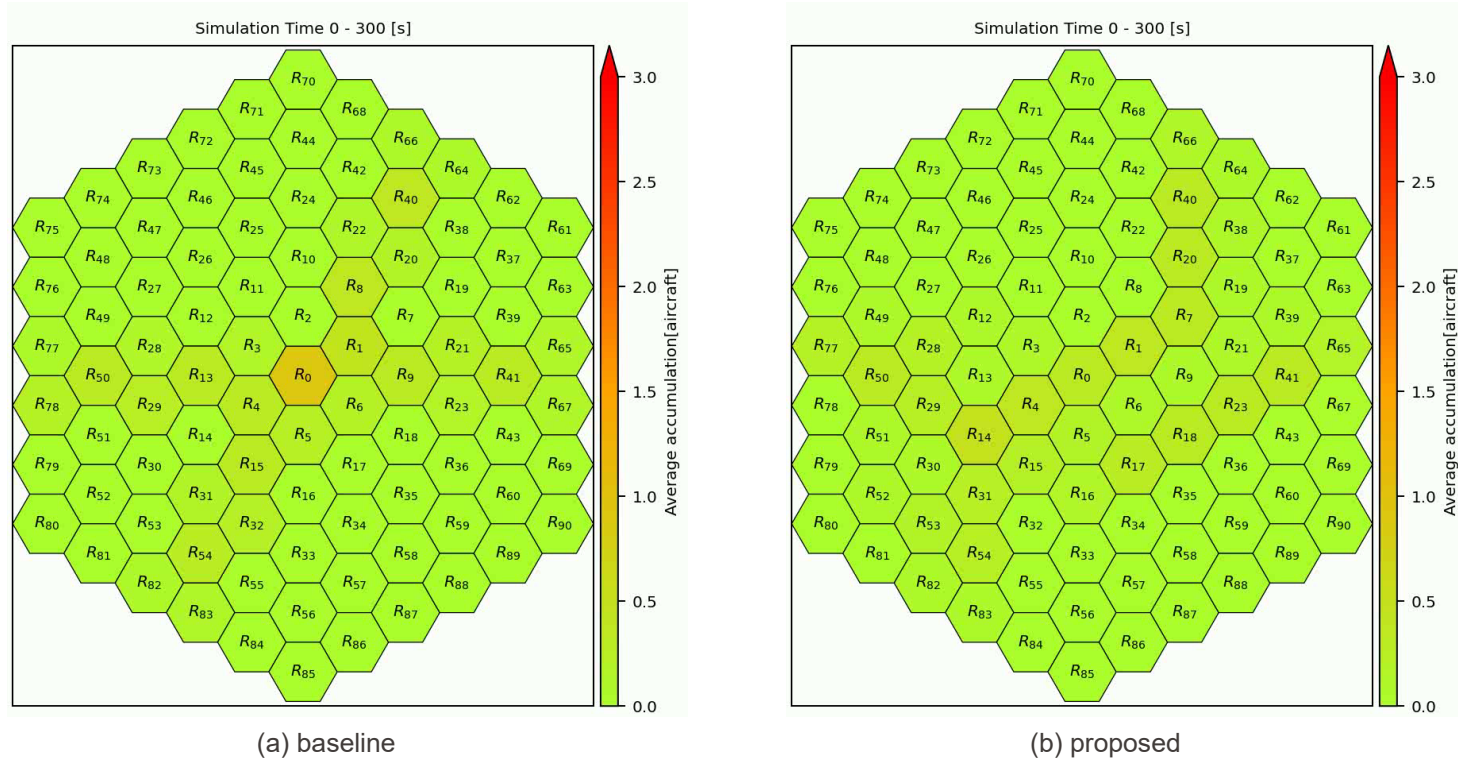 Simulation Time 0 - 300 [s]
R70
R71 R68
R72 R44 R66
R73 R45 R42 R64
R74 R46 R24 R40 R62
R75 R47 R25 R22 R38 R61
R48 R26 R10 R20 R37
R76 R27 R11 R8 R19 R63
R49 R12 R2 R7 R39
R77 R28 R3 R1 R21 R65
R50 R13 R0 R9 R41
R78 R29 R4 R6 R23 R67
R51 R14 R5 R18 R43
R79 R30 R15 R17 R36 R69
R52 R31 R16 R35 R60
R80 R53 R32 R34 R59 R90
R81 R54 R33 R58 R89
R82 R55 R57 R88
R83 R56 R87
R84 R86
R85
3.0
2.5
2.0
1.5
1.0
0.5
0.0
Average accumulation[aircraft]
(a) baseline
Simulation Time 0 - 300 [s]
R70
R71 R68
R72 R44 R66
R73 R45 R42 R64
R74 R46 R24 R40 R62
R75 R47 R25 R22 R38 R61
R48 R26 R10 R20 R37
R76 R27 R11 R8 R19 R63
R49 R12 R2 R7 R39
R77 R28 R3 R1 R21 R65
R50 R13 R0 R9 R41
R78 R29 R4 R6 R23 R67
R51 R14 R5 R18 R43
R79 R30 R15 R17 R36 R69
R52 R31 R16 R35 R60
R80 R53 R32 R34 R59 R90
R81 R54 R33 R58 R89
R82 R55 R57 R88
R83 R56 R87
R84 R86
R85
3.0
2.5
2.0
1.5
1.0
0.5
0.0
Average accumulation[aircraft]
(b) proposed